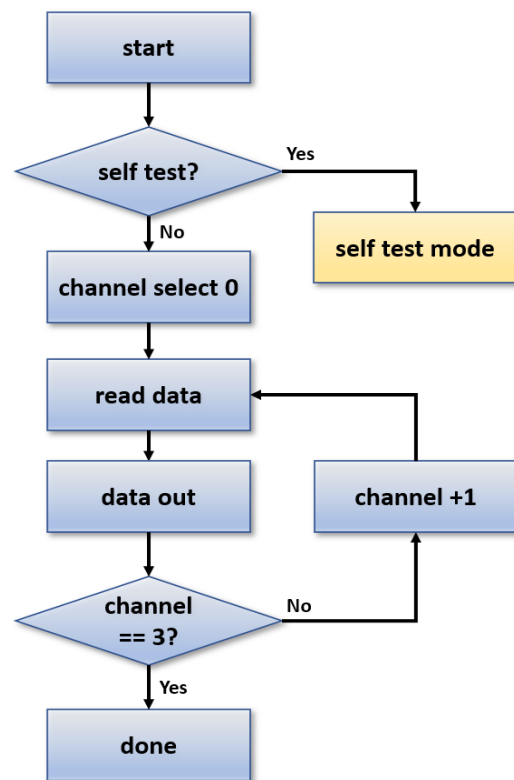 start
self test?
Yes
No
self test mode
channel select 0
read data
data out
channel +1
channel
== 3?
No
Yes
done